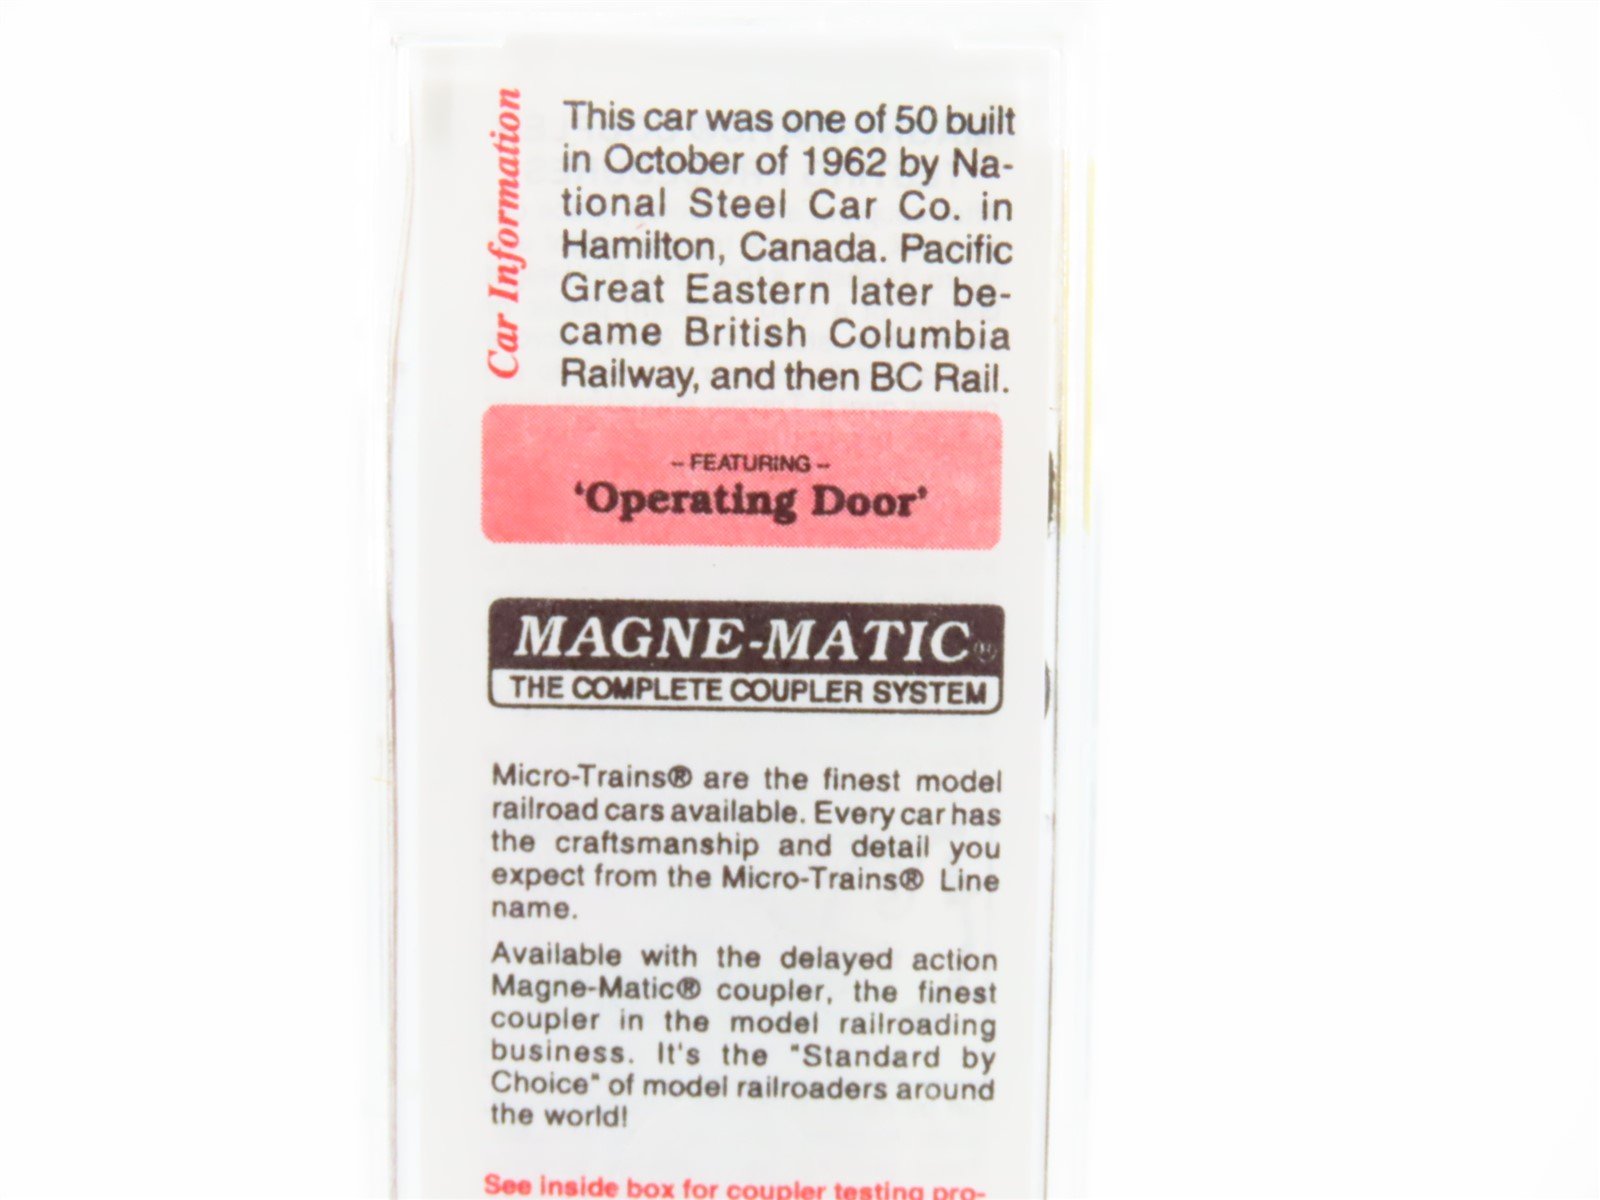 Car Information
This car was one of 50 built
in October of 1962 by Na-
tional Steel Car Co. in
Hamilton, Canada. Pacific
Great Eastern later be-
came British Columbia
Railway, and then BC Rail.
- FEATURING -
'Operating Door'
MAGNE-MATIC®
THE COMPLETE COUPLER SYSTEM
Micro-Trains® are the finest model
railroad cars available. Every car has
the craftsmanship and detail you
expect from the Micro-Trains® Line
name.
Available with the delayed action
Magne-Matic® coupler, the finest
coupler in the model railroading
business. It's the "Standard by
Choice" of model railroaders around
the world!
See inside box for coupler testing pro-